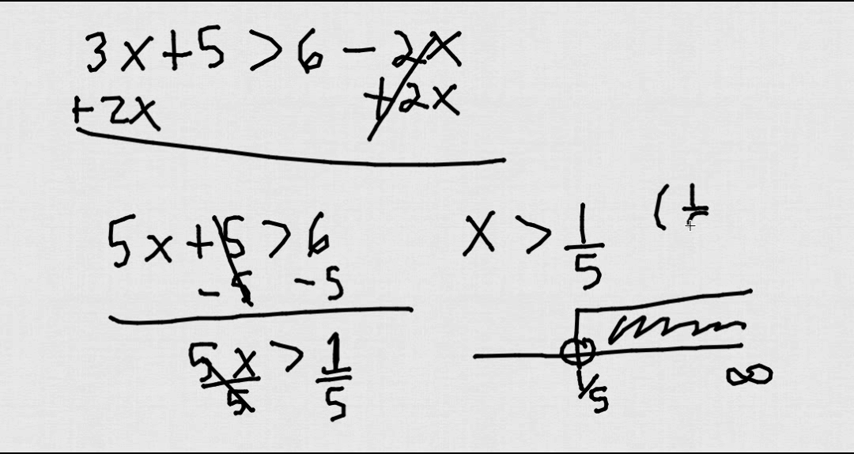 3x+5 > 6 - 2x
+2x +2x
5x+5 > 6
- 5 - 5
5x/5 > 1/5
x > 1/5
(1
1/5
∞